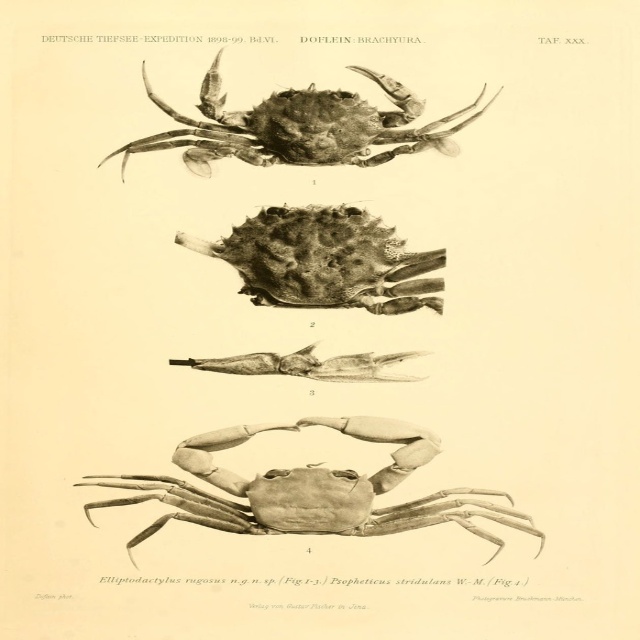 DEUTSCHE TIEFSEE-EXPEDITION 1898-99. Bd.VI. DOFLEIN: BRACHYURA. TAF. XXX.
1
2
3
4
Elliptodactylus rugosus n.g. n. sp. (Fig. 1-3.) Psopheticus stridulans W.-M. (Fig. 4.)
Doflein phot. Photogravure Bruckmann-München.
Verlag von Gustav Fischer in Jena.